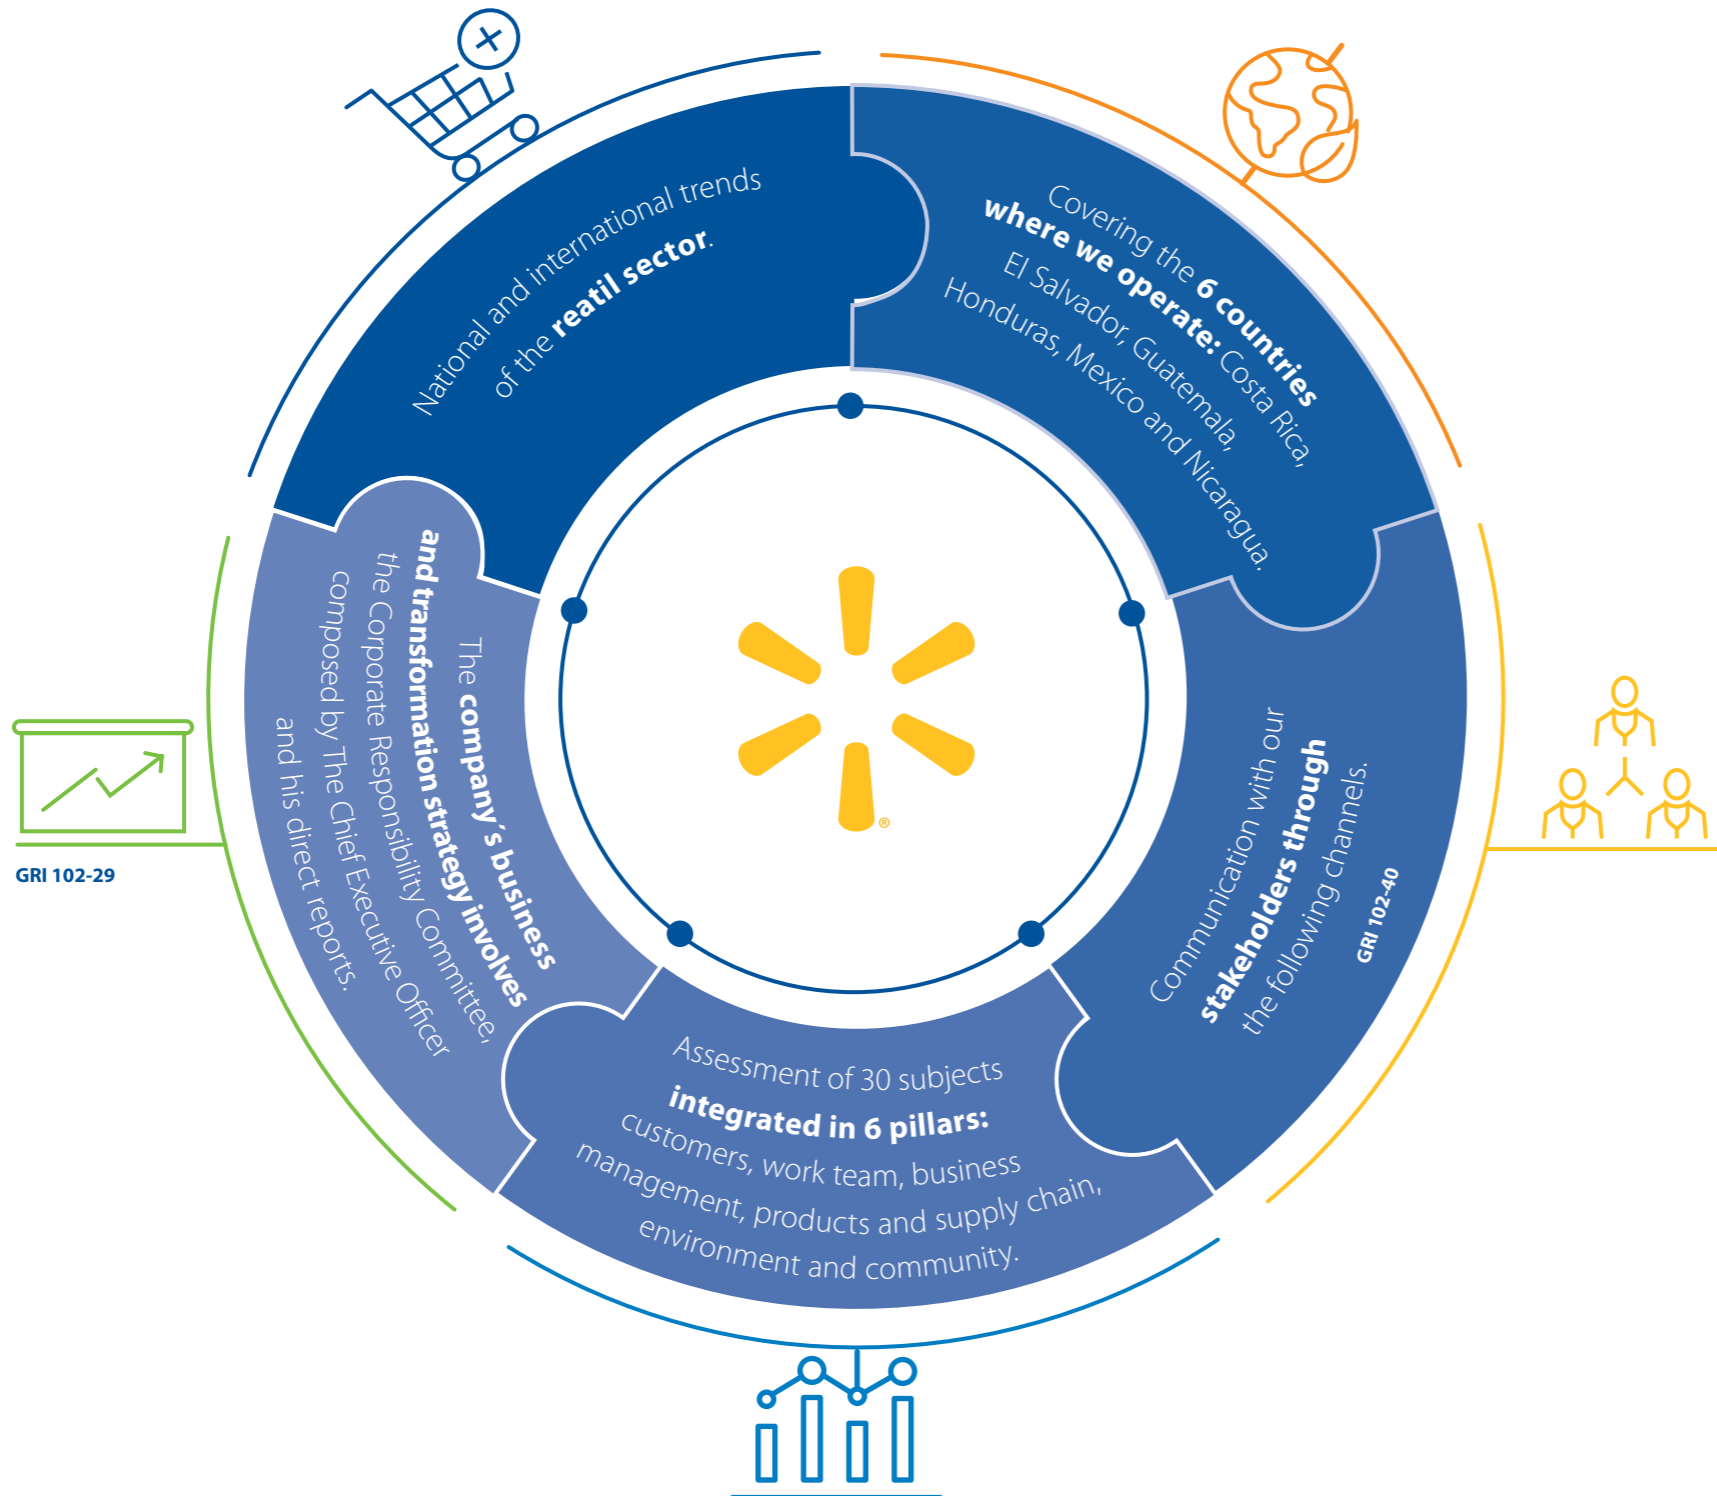 National and international trends
of the reatil sector.
Covering the 6 countries
where we operate: Costa Rica,
El Salvador, Guatemala,
Honduras, Mexico and Nicaragua.
Communication with our
stakeholders through
the following channels.
GRI 102-40
Assessment of 30 subjects
integrated in 6 pillars:
customers, work team, business
management, products and supply chain,
environment and community.
The company´s business
and transformation strategy involves
the Corporate Responsibility Committee,
composed by The Chief Executive Officer
and his direct reports.
GRI 102-29
®